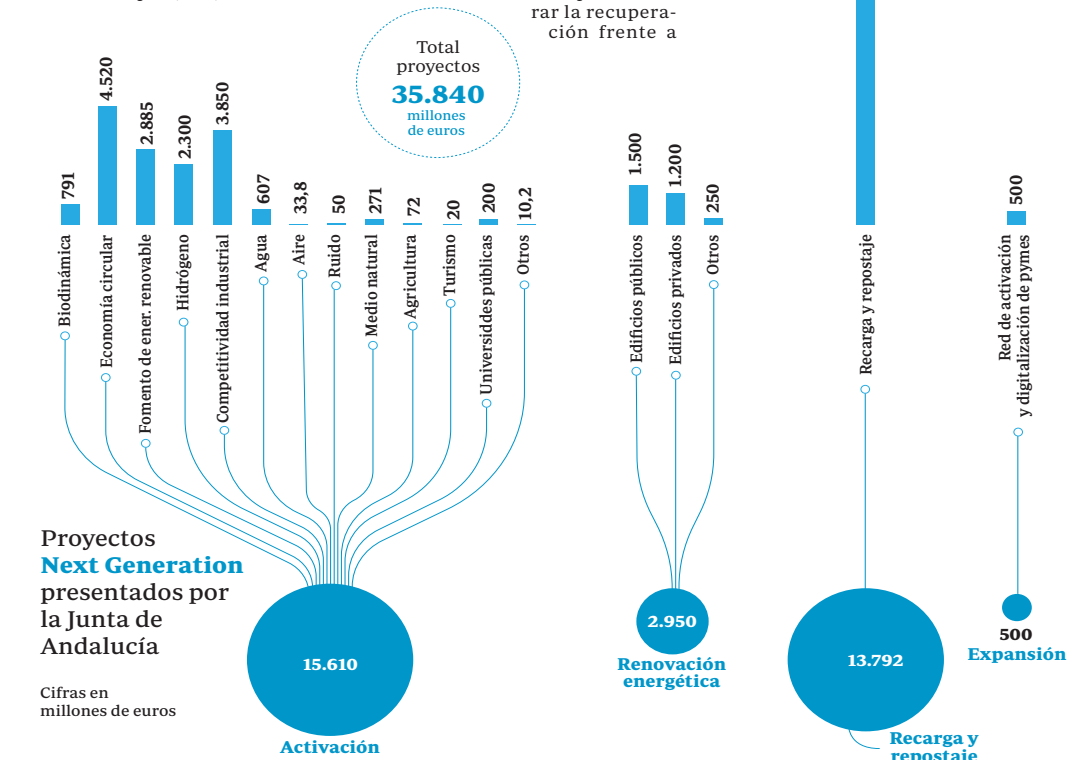 rar la recupera-
ción frente a
Total
proyectos
35.840
millones
de euros
791
4.520
2.885
2.300
3.850
607
33,8
50
271
72
20
200
10,2
1.500
1.200
250
500
Biodinámica
Economía circular
Fomento de ener. renovable
Hidrógeno
Competitividad industrial
Agua
Aire
Ruido
Medio natural
Agricultura
Turismo
Universiddes públicas
Otros
Edificios públicos
Edificios privados
Otros
Recarga y repostaje
Red de activación
y digitalización de pymes
Proyectos
Next Generation
presentados por
la Junta de
Andalucía
Cifras en
millones de euros
15.610
Activación
2.950
Renovación
energética
13.792
Recarga y
repostaje
500
Expansión